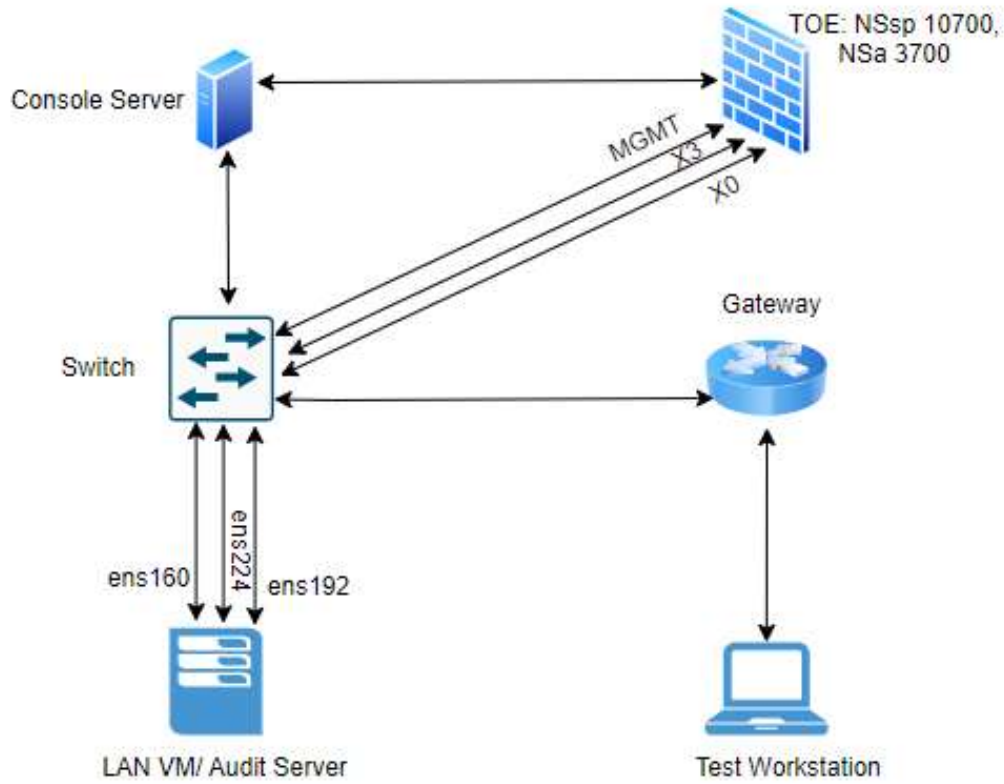 TOE: NSsp 10700,
NSa 3700
Console Server
MGMT
X3
X0
Gateway
Switch
ens160
ens224
ens192
LAN VM/ Audit Server
Test Workstation